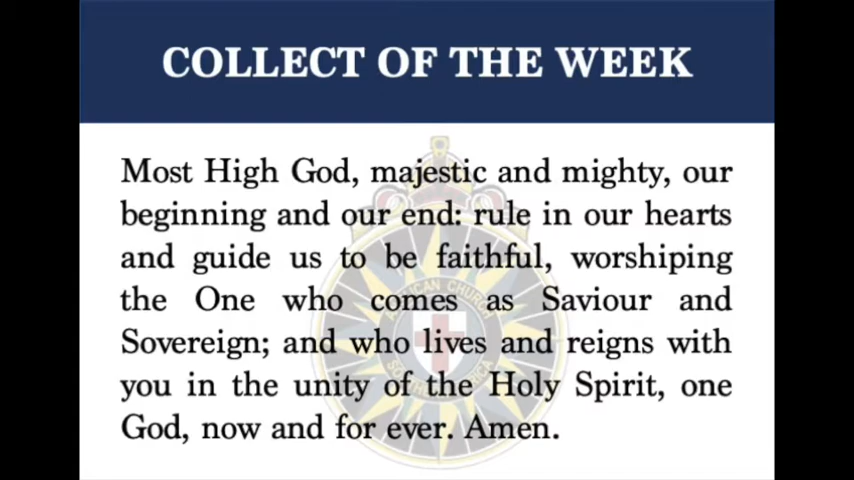 COLLECT OF THE WEEK
Most High God, majestic and mighty, our
beginning and our end: rule in our hearts
and guide us to be faithful, worshiping
the One who comes as Saviour and
Sovereign; and who lives and reigns with
you in the unity of the Holy Spirit, one
God, now and for ever. Amen.
ANGLICAN CHURCH